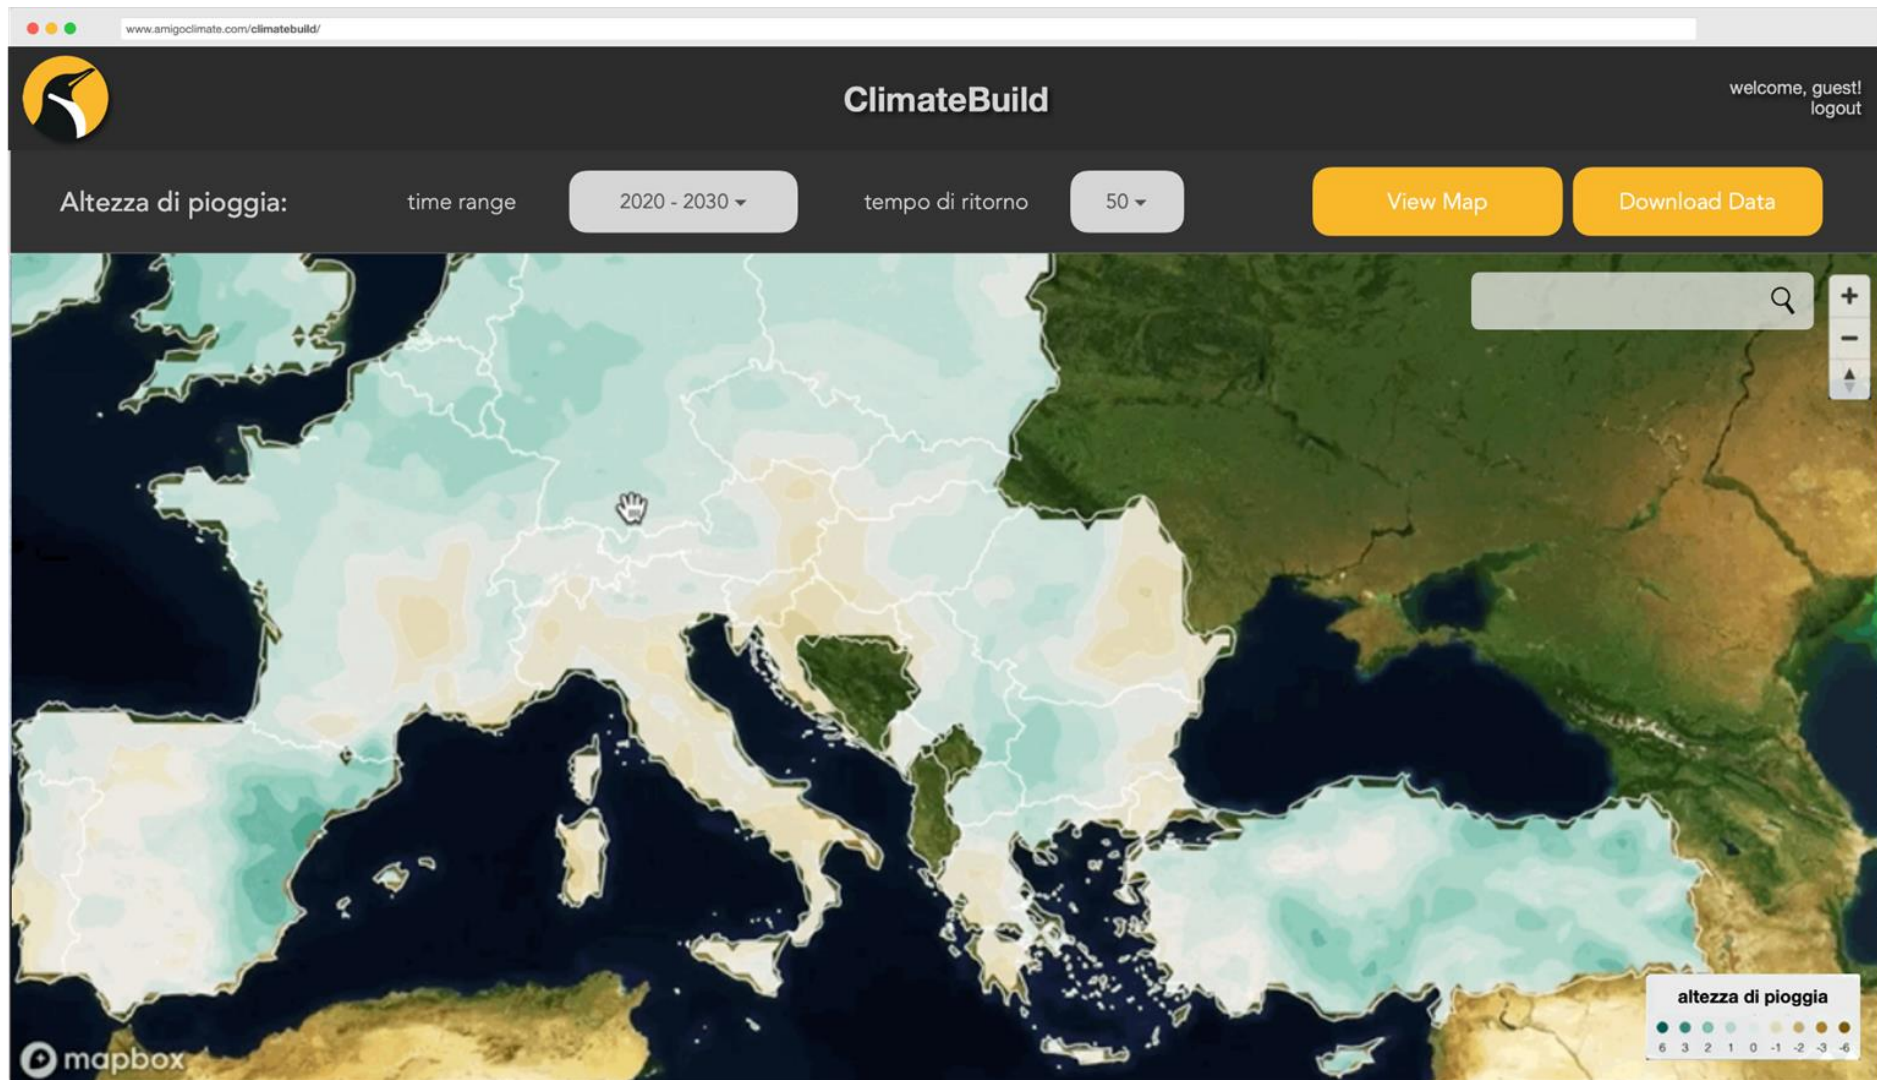 www.amigoclimate.com/climatebuild/
ClimateBuild
welcome, guest!
logout
Altezza di pioggia:
time range
2020 - 2030
tempo di ritorno
50
View Map
Download Data
+
−
altezza di pioggia
6 3 2 1 0 -1 -2 -3 -6
mapbox